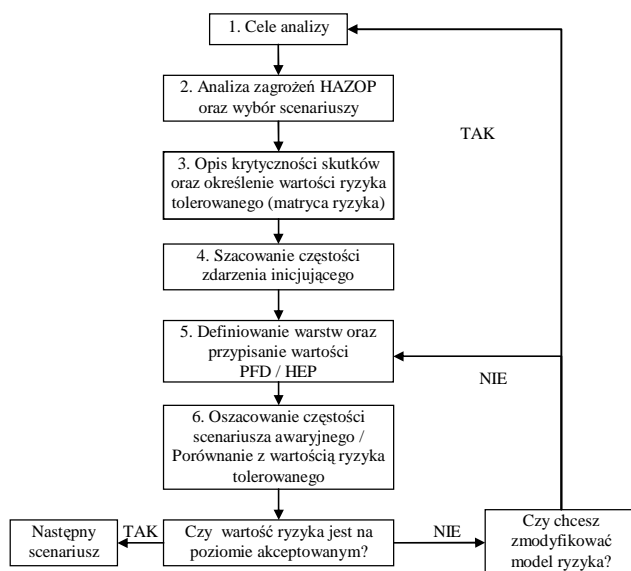 1. Cele analizy
2. Analiza zagrożeń HAZOP
oraz wybór scenariuszy
TAK
3. Opis krytyczności skutków
oraz określenie wartości ryzyka
tolerowanego (matryca ryzyka)
4. Szacowanie częstości
zdarzenia inicjującego
5. Definiowanie warstw oraz
przypisanie wartości
PFD / HEP
NIE
6. Oszacowanie częstości
scenariusza awaryjnego /
Porównanie z wartością ryzyka
tolerowanego
Następny
scenariusz
TAK
Czy wartość ryzyka jest na
poziomie akceptowanym?
NIE
Czy chcesz
zmodyfikować
model ryzyka?